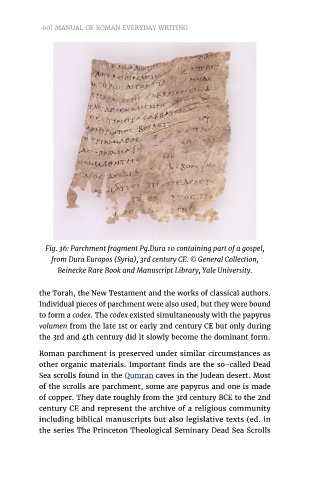 60| MANUAL OF ROMAN EVERYDAY WRITING
Fig. 36: Parchment fragment Pg.Dura 10 containing part of a gospel,
from Dura Europos (Syria), 3rd century CE. © General Collection,
Beinecke Rare Book and Manuscript Library, Yale University.
the Torah, the New Testament and the works of classical authors.
Individual pieces of parchment were also used, but they were bound
to form a codex. The codex existed simultaneously with the papyrus
volumen from the late 1st or early 2nd century CE but only during
the 3rd and 4th century did it slowly become the dominant form.
Roman parchment is preserved under similar circumstances as
other organic materials. Important finds are the so-called Dead
Sea scrolls found in the Qumran caves in the Judean desert. Most
of the scrolls are parchment, some are papyrus and one is made
of copper. They date roughly from the 3rd century BCE to the 2nd
century CE and represent the archive of a religious community
including biblical manuscripts but also legislative texts (ed. in
the series The Princeton Theological Seminary Dead Sea Scrolls